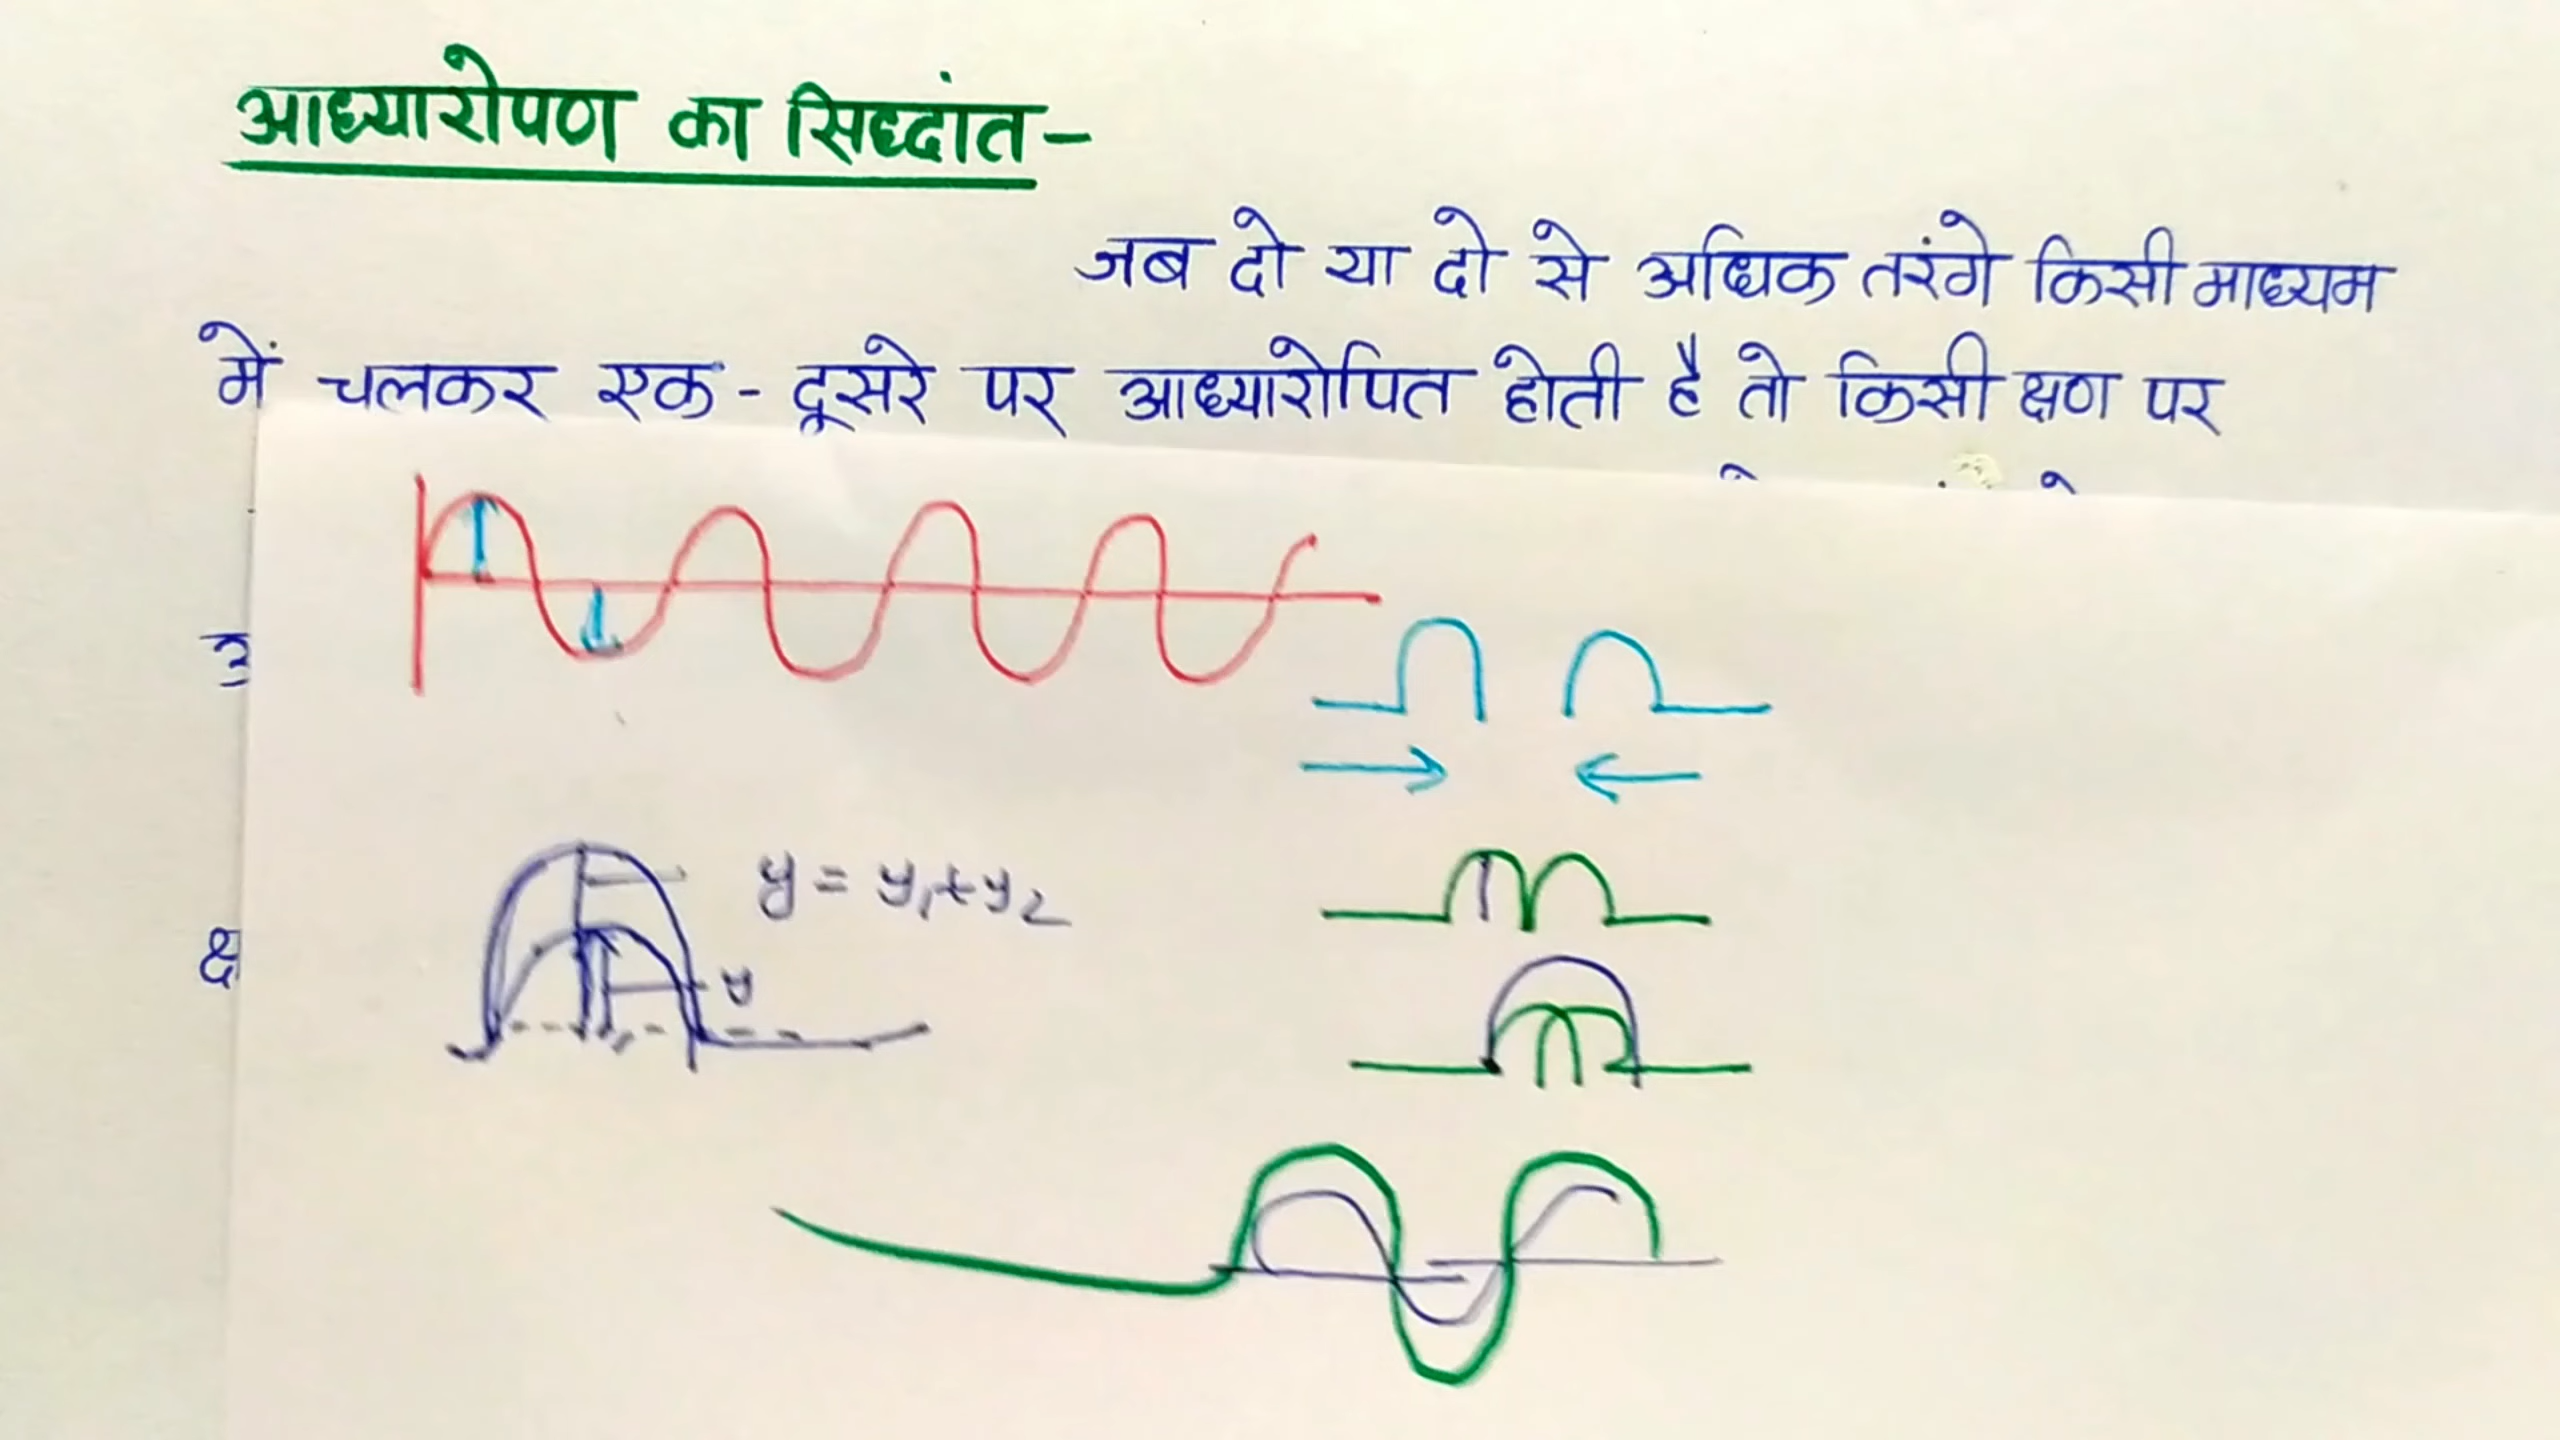 आध्यारोपण का सिध्दांत-
जब दो या दो से अधिक तरंगे किसी माध्यम
में चलकर एक-दूसरे पर आध्यारोपित होती है तो किसी क्षण पर
y = y₁+y₂
y
क्ष